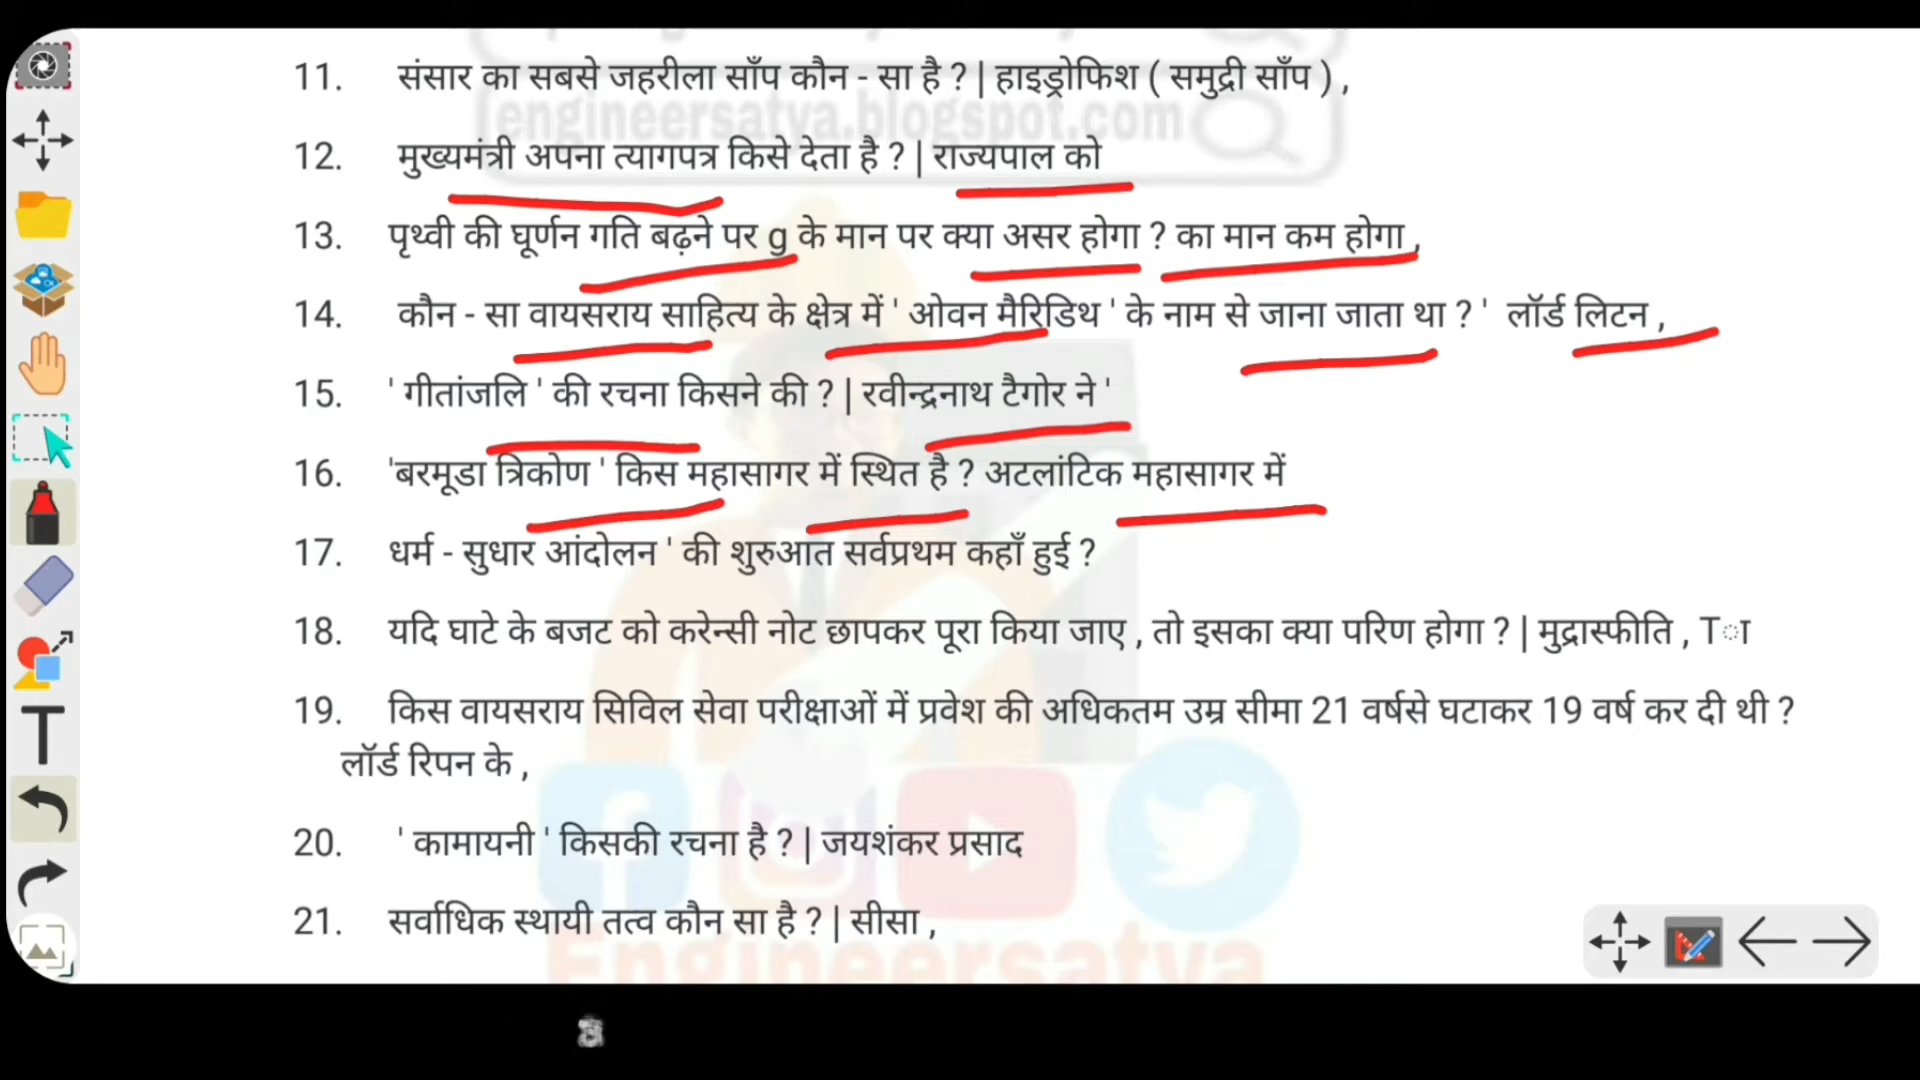 11. संसार का सबसे जहरीला साँप कौन - सा है ? | हाइड्रोफिश ( समुद्री साँप ) ,
engineersatya.blogspot.com
12. मुख्यमंत्री अपना त्यागपत्र किसे देता है ? | राज्यपाल को
13. पृथ्वी की घूर्णन गति बढ़ने पर g के मान पर क्या असर होगा ? का मान कम होगा ,
14. कौन - सा वायसराय साहित्य के क्षेत्र में ' ओवन मैरिडिथ ' के नाम से जाना जाता था ? ' लॉर्ड लिटन ,
15. ' गीतांजलि ' की रचना किसने की ? | रवीन्द्रनाथ टैगोर ने '
16. 'बरमूडा त्रिकोण ' किस महासागर में स्थित है ? अटलांटिक महासागर में
17. धर्म - सुधार आंदोलन ' की शुरुआत सर्वप्रथम कहाँ हुई ?
18. यदि घाटे के बजट को करेन्सी नोट छापकर पूरा किया जाए , तो इसका क्या परिण होगा ? | मुद्रास्फीति , Tा
19. किस वायसराय सिविल सेवा परीक्षाओं में प्रवेश की अधिकतम उम्र सीमा 21 वर्षसे घटाकर 19 वर्ष कर दी थी ?
लॉर्ड रिपन के ,
20. ' कामायनी ' किसकी रचना है ? | जयशंकर प्रसाद
21. सर्वाधिक स्थायी तत्व कौन सा है ? | सीसा ,
Engineersatya